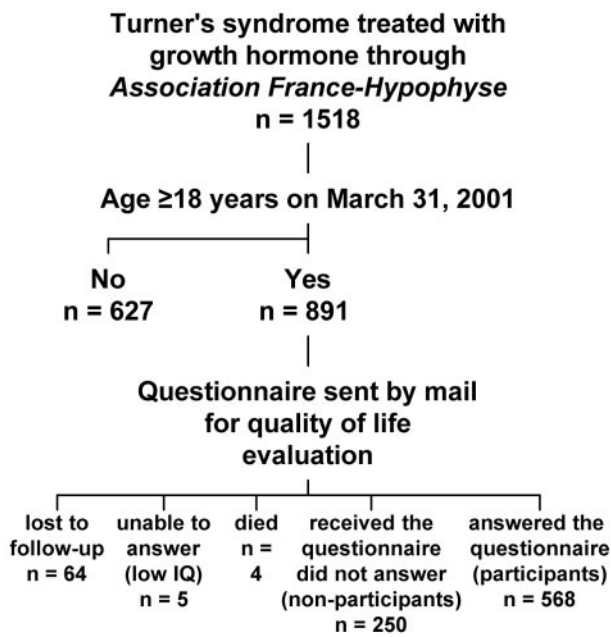 Turner's syndrome treated with
growth hormone through
Association France-Hypophyse
n = 1518
Age ≥18 years on March 31, 2001
No
n = 627
Yes
n = 891
Questionnaire sent by mail
for quality of life
evaluation
lost to
follow-up
n = 64
unable to
answer
(low IQ)
n = 5
died
n =
4
received the
questionnaire
did not answer
(non-participants)
n = 250
answered the
questionnaire
(participants)
n = 568